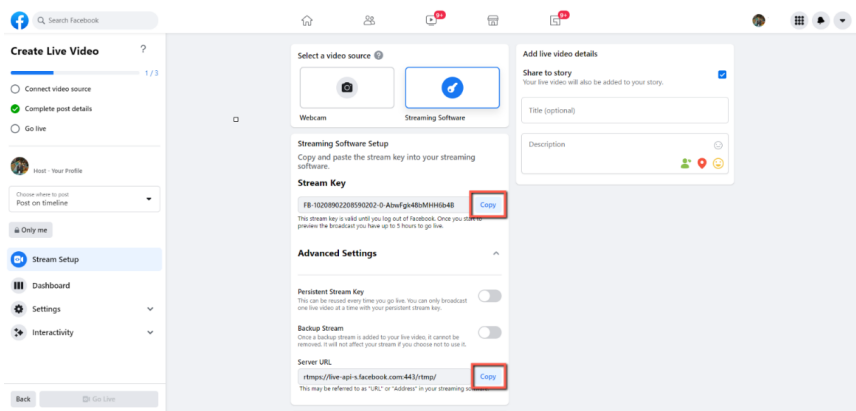 Search Facebook
9+
9+
Create Live Video
?
1 / 3
Connect video source
Complete post details
Go live
Host · Your Profile
Choose where to post
Post on timeline
Only me
Stream Setup
Dashboard
Settings
Interactivity
Back
Go Live
Select a video source ?
Webcam
Streaming Software
Streaming Software Setup
Copy and paste the stream key into your streaming
software.
Stream Key
FB-10208902208590202-0-AbwFgk4BbMHH6b4B
Copy
This stream key is valid until you log out of Facebook. Once you start to
preview the broadcast you have up to 5 hours to go live.
Advanced Settings
Persistent Stream Key
This can be reused every time you go live. You can only broadcast
one live video at a time with your persistent stream key.
Backup Stream
Once a backup stream is added to your live video, it cannot be
removed. It will not affect your stream if you choose not to use it.
Server URL
rtmps://live-api-s.facebook.com:443/rtmp/
Copy
This may be referred to as "URL" or "Address" in your streaming software.
Add live video details
Share to story
Your live video will also be added to your story.
Title (optional)
Description